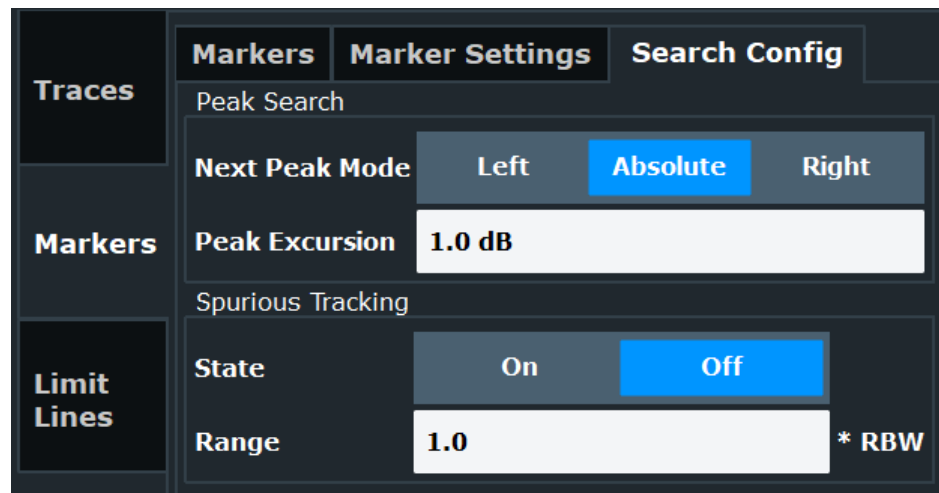 Traces
Markers
Limit
Lines
Markers Marker Settings Search Config
Peak Search
Next Peak Mode Left Absolute Right
Peak Excursion 1.0 dB
Spurious Tracking
State On Off
Range 1.0 * RBW